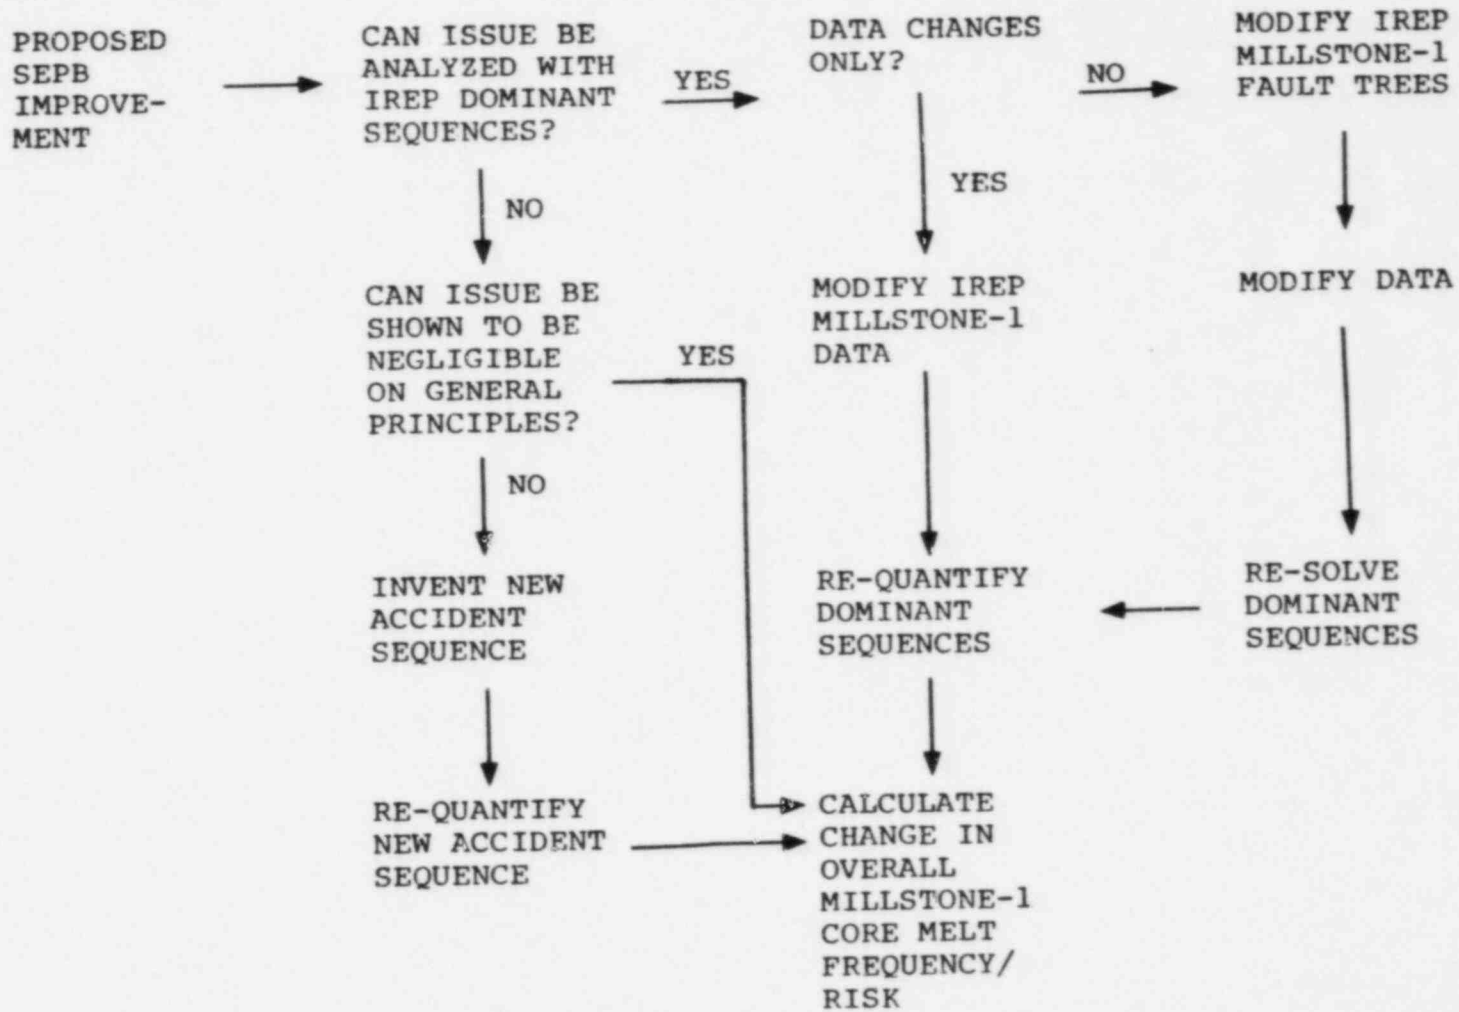 PROPOSED
SEPB
IMPROVE-
MENT
CAN ISSUE BE
ANALYZED WITH
IREP DOMINANT
SEQUENCES?
YES
DATA CHANGES
ONLY?
NO
MODIFY IREP
MILLSTONE-1
FAULT TREES
NO
YES
CAN ISSUE BE
SHOWN TO BE
NEGLIGIBLE
ON GENERAL
PRINCIPLES?
YES
MODIFY IREP
MILLSTONE-1
DATA
MODIFY DATA
NO
INVENT NEW
ACCIDENT
SEQUENCE
RE-QUANTIFY
DOMINANT
SEQUENCES
RE-SOLVE
DOMINANT
SEQUENCES
RE-QUANTIFY
NEW ACCIDENT
SEQUENCE
CALCULATE
CHANGE IN
OVERALL
MILLSTONE-1
CORE MELT
FREQUENCY/
RISK